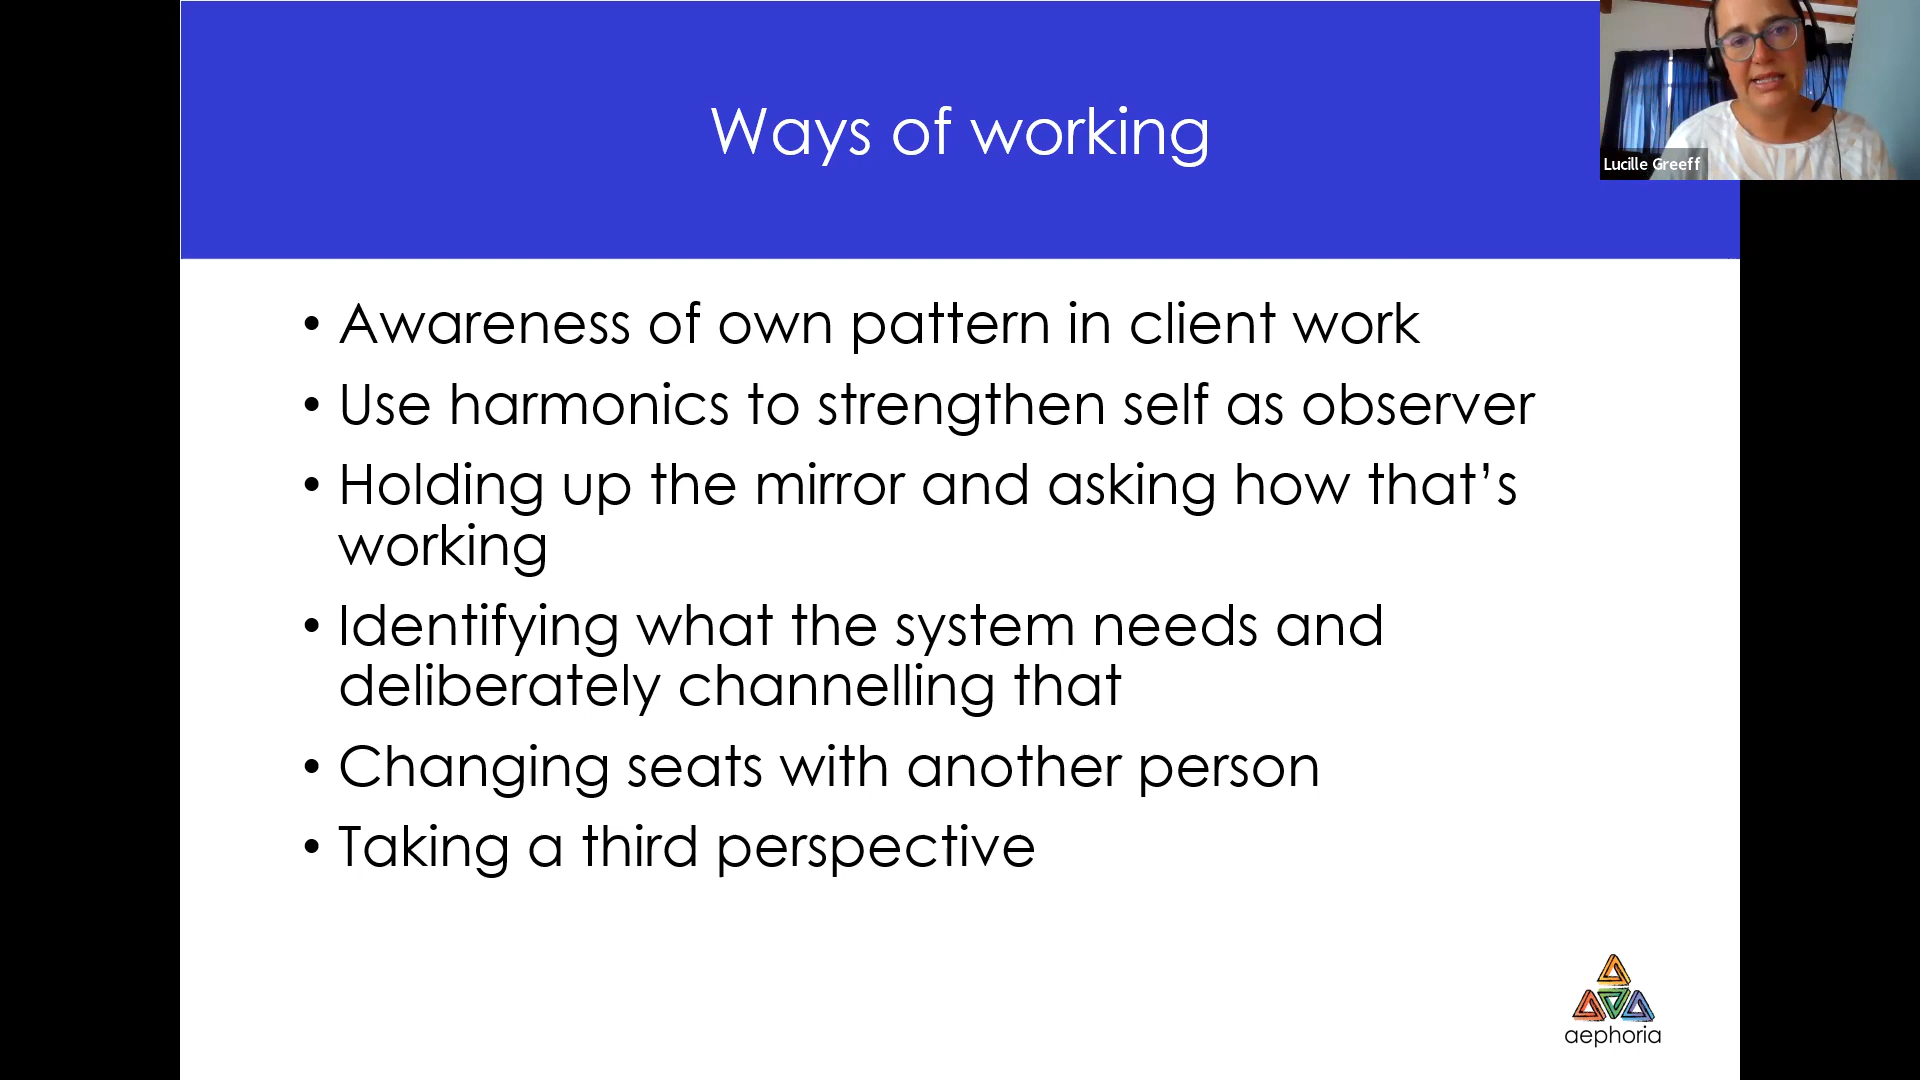 Ways of working
Lucille Greeff
• Awareness of own pattern in client work
• Use harmonics to strengthen self as observer
• Holding up the mirror and asking how that’s
working
• Identifying what the system needs and
deliberately channelling that
• Changing seats with another person
• Taking a third perspective
aephoria